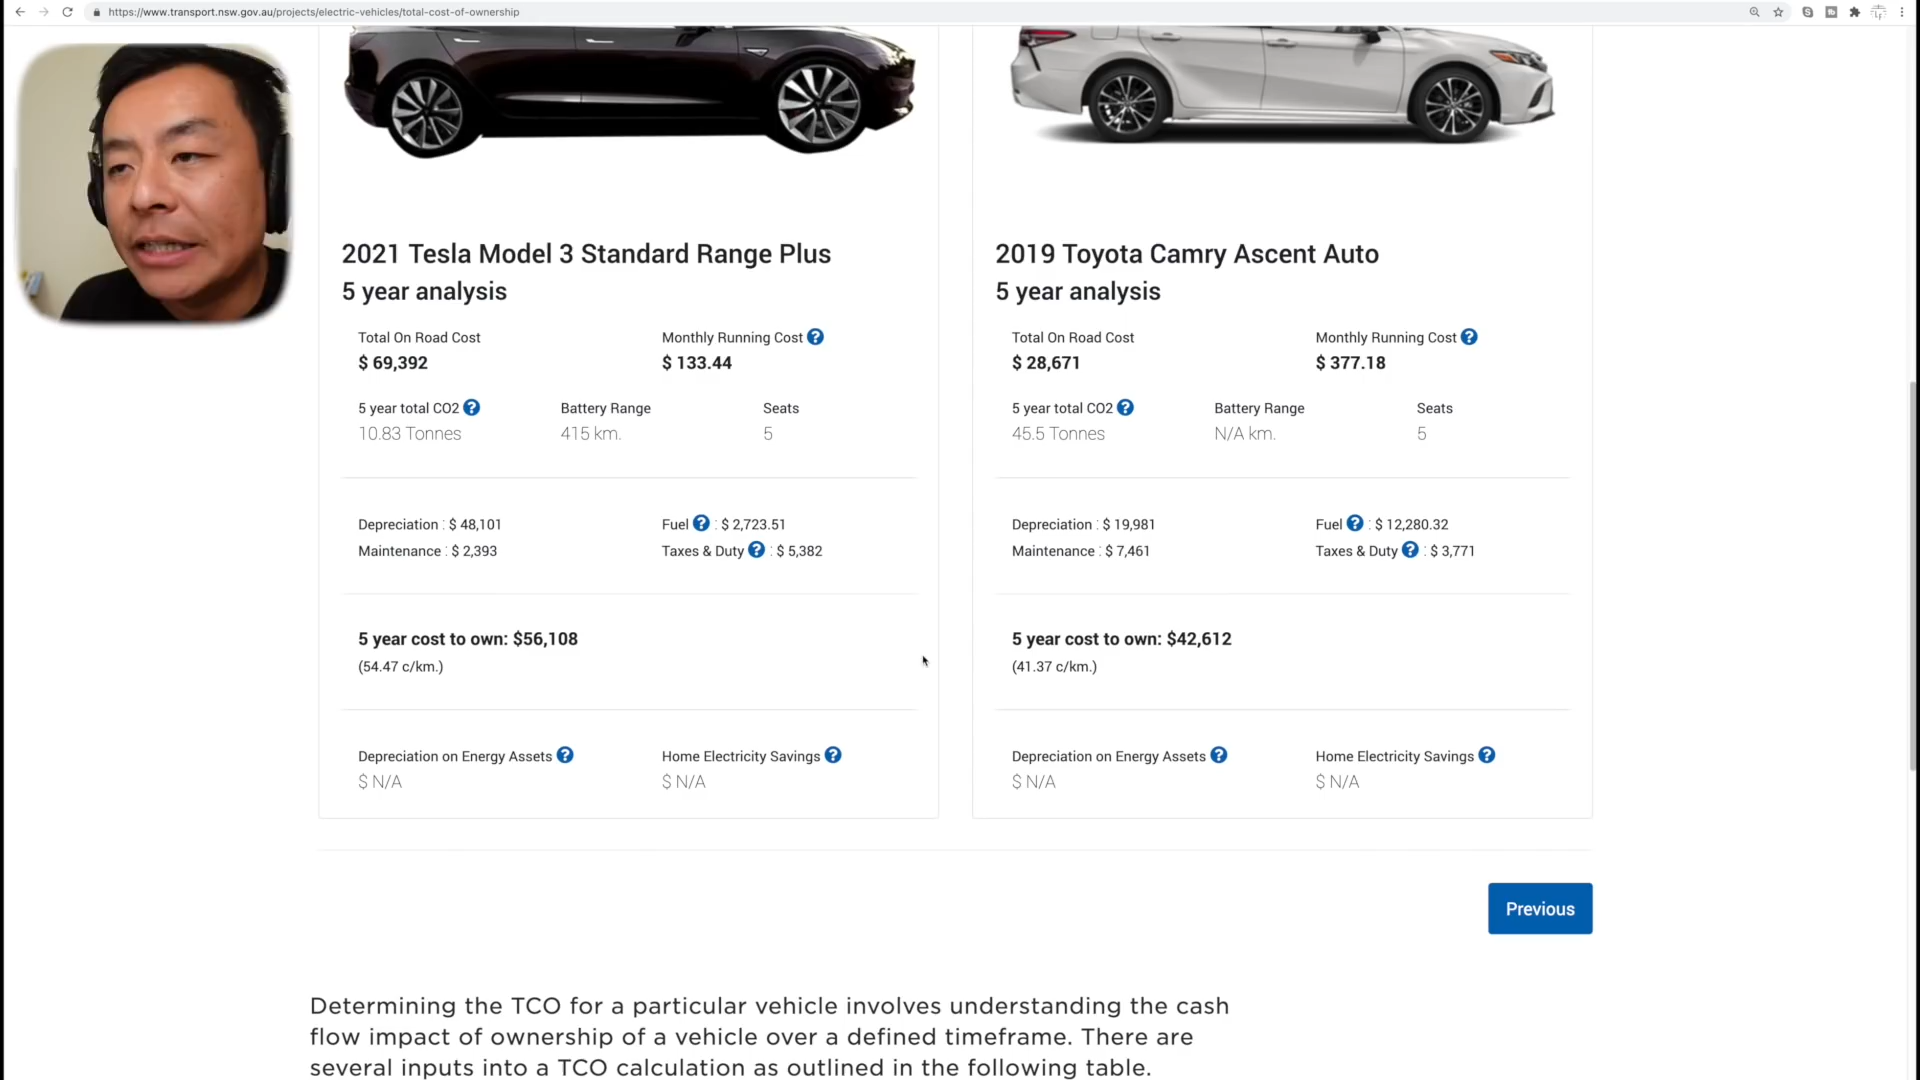 https://www.transport.nsw.gov.au/projects/electric-vehicles/total-cost-of-ownership
2021 Tesla Model 3 Standard Range Plus
5 year analysis
Total On Road Cost
$ 69,392
Monthly Running Cost ?
$ 133.44
5 year total CO2 ?
10.83 Tonnes
Battery Range
415 km.
Seats
5
Depreciation : $ 48,101
Fuel ? : $ 2,723.51
Maintenance : $ 2,393
Taxes & Duty ? : $ 5,382
5 year cost to own: $56,108
(54.47 c/km.)
Depreciation on Energy Assets ?
$ N/A
Home Electricity Savings ?
$ N/A
2019 Toyota Camry Ascent Auto
5 year analysis
Total On Road Cost
$ 28,671
Monthly Running Cost ?
$ 377.18
5 year total CO2 ?
45.5 Tonnes
Battery Range
N/A km.
Seats
5
Depreciation : $ 19,981
Fuel ? : $ 12,280.32
Maintenance : $ 7,461
Taxes & Duty ? : $ 3,771
5 year cost to own: $42,612
(41.37 c/km.)
Depreciation on Energy Assets ?
$ N/A
Home Electricity Savings ?
$ N/A
Previous
Determining the TCO for a particular vehicle involves understanding the cash
flow impact of ownership of a vehicle over a defined timeframe. There are
several inputs into a TCO calculation as outlined in the following table.